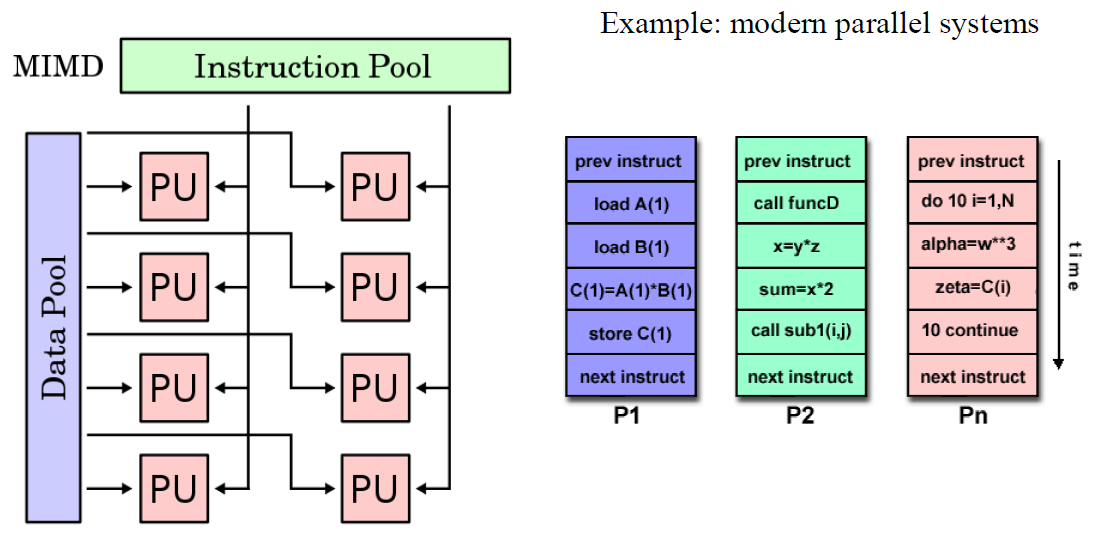 Example: modern parallel systems
MIMD
Instruction Pool
Data Pool
PU
PU
PU
PU
PU
PU
PU
PU
prev instruct
load A(1)
load B(1)
C(1)=A(1)*B(1)
store C(1)
next instruct
P1
prev instruct
call funcD
x=y*z
sum=x*2
call sub1(i,j)
next instruct
P2
prev instruct
do 10 i=1,N
alpha=w**3
zeta=C(i)
10 continue
next instruct
Pn
time